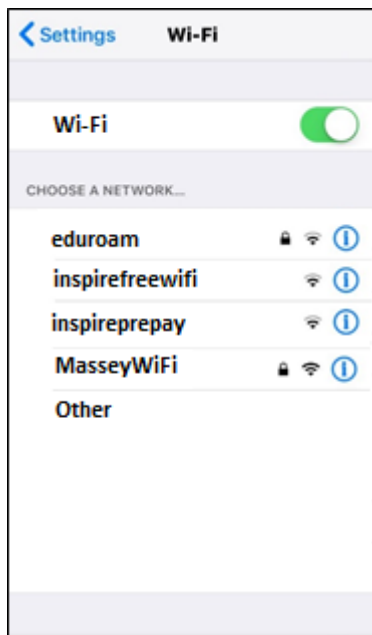 Settings Wi-Fi
Wi-Fi
CHOOSE A NETWORK...
eduroam
inspirefreewifi
inspireprepay
MasseyWiFi
Other